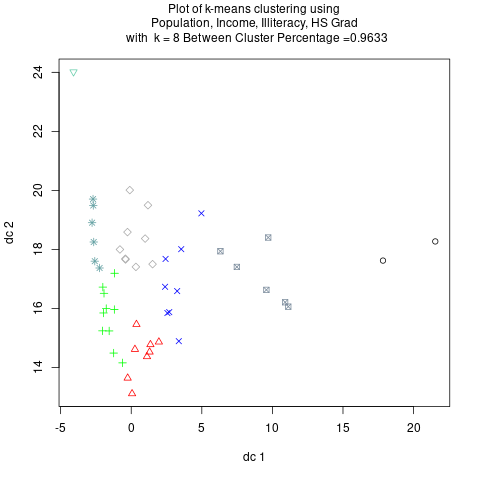 Plot of k-means clustering using
Population, Income, Illiteracy, HS Grad
with  k = 8 Between Cluster Percentage =0.9633
24
22
20
18
16
14
dc 2
-5
0
5
10
15
20
dc 1